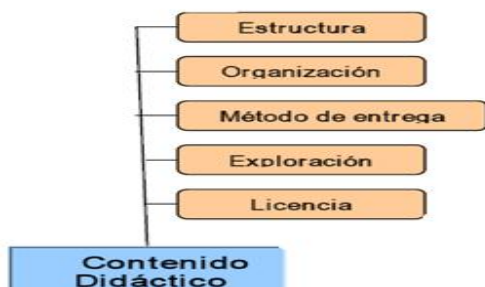 Estructura
Organización
Método de entrega
Exploración
Licencia
Contenido
Didáctico